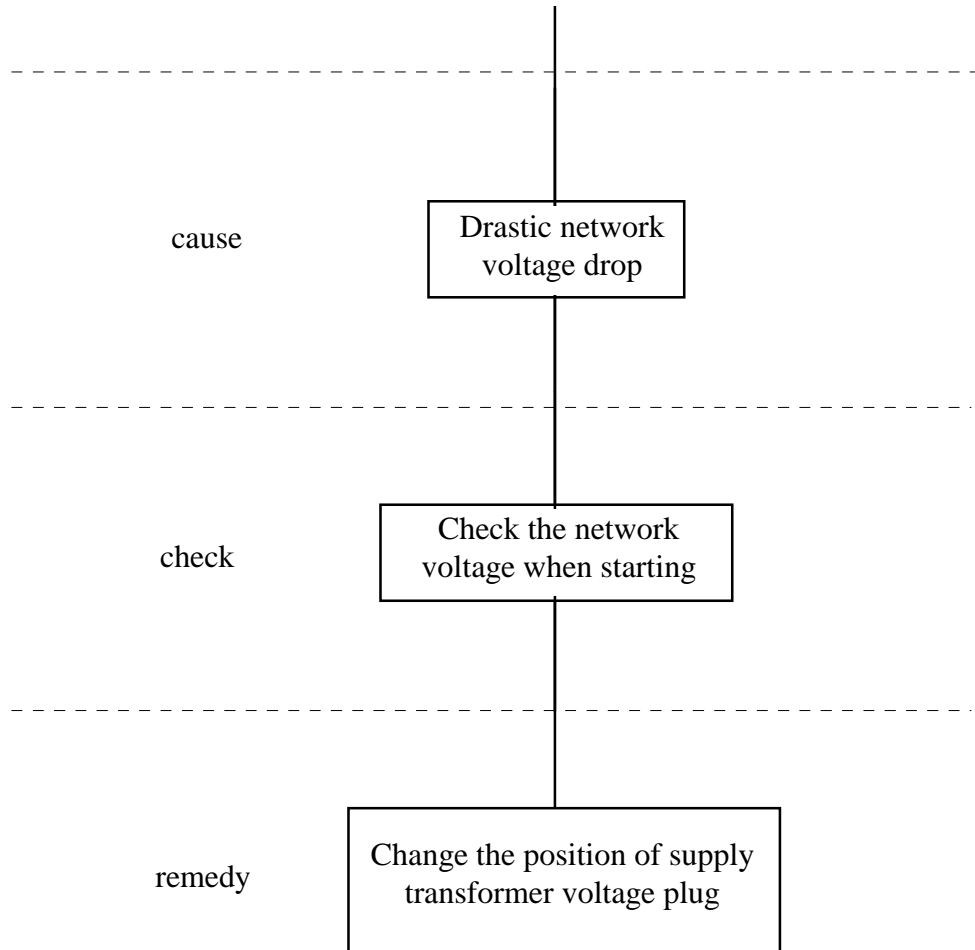 cause
Drastic network
voltage drop
check
Check the network
voltage when starting
remedy
Change the position of supply
transformer voltage plug